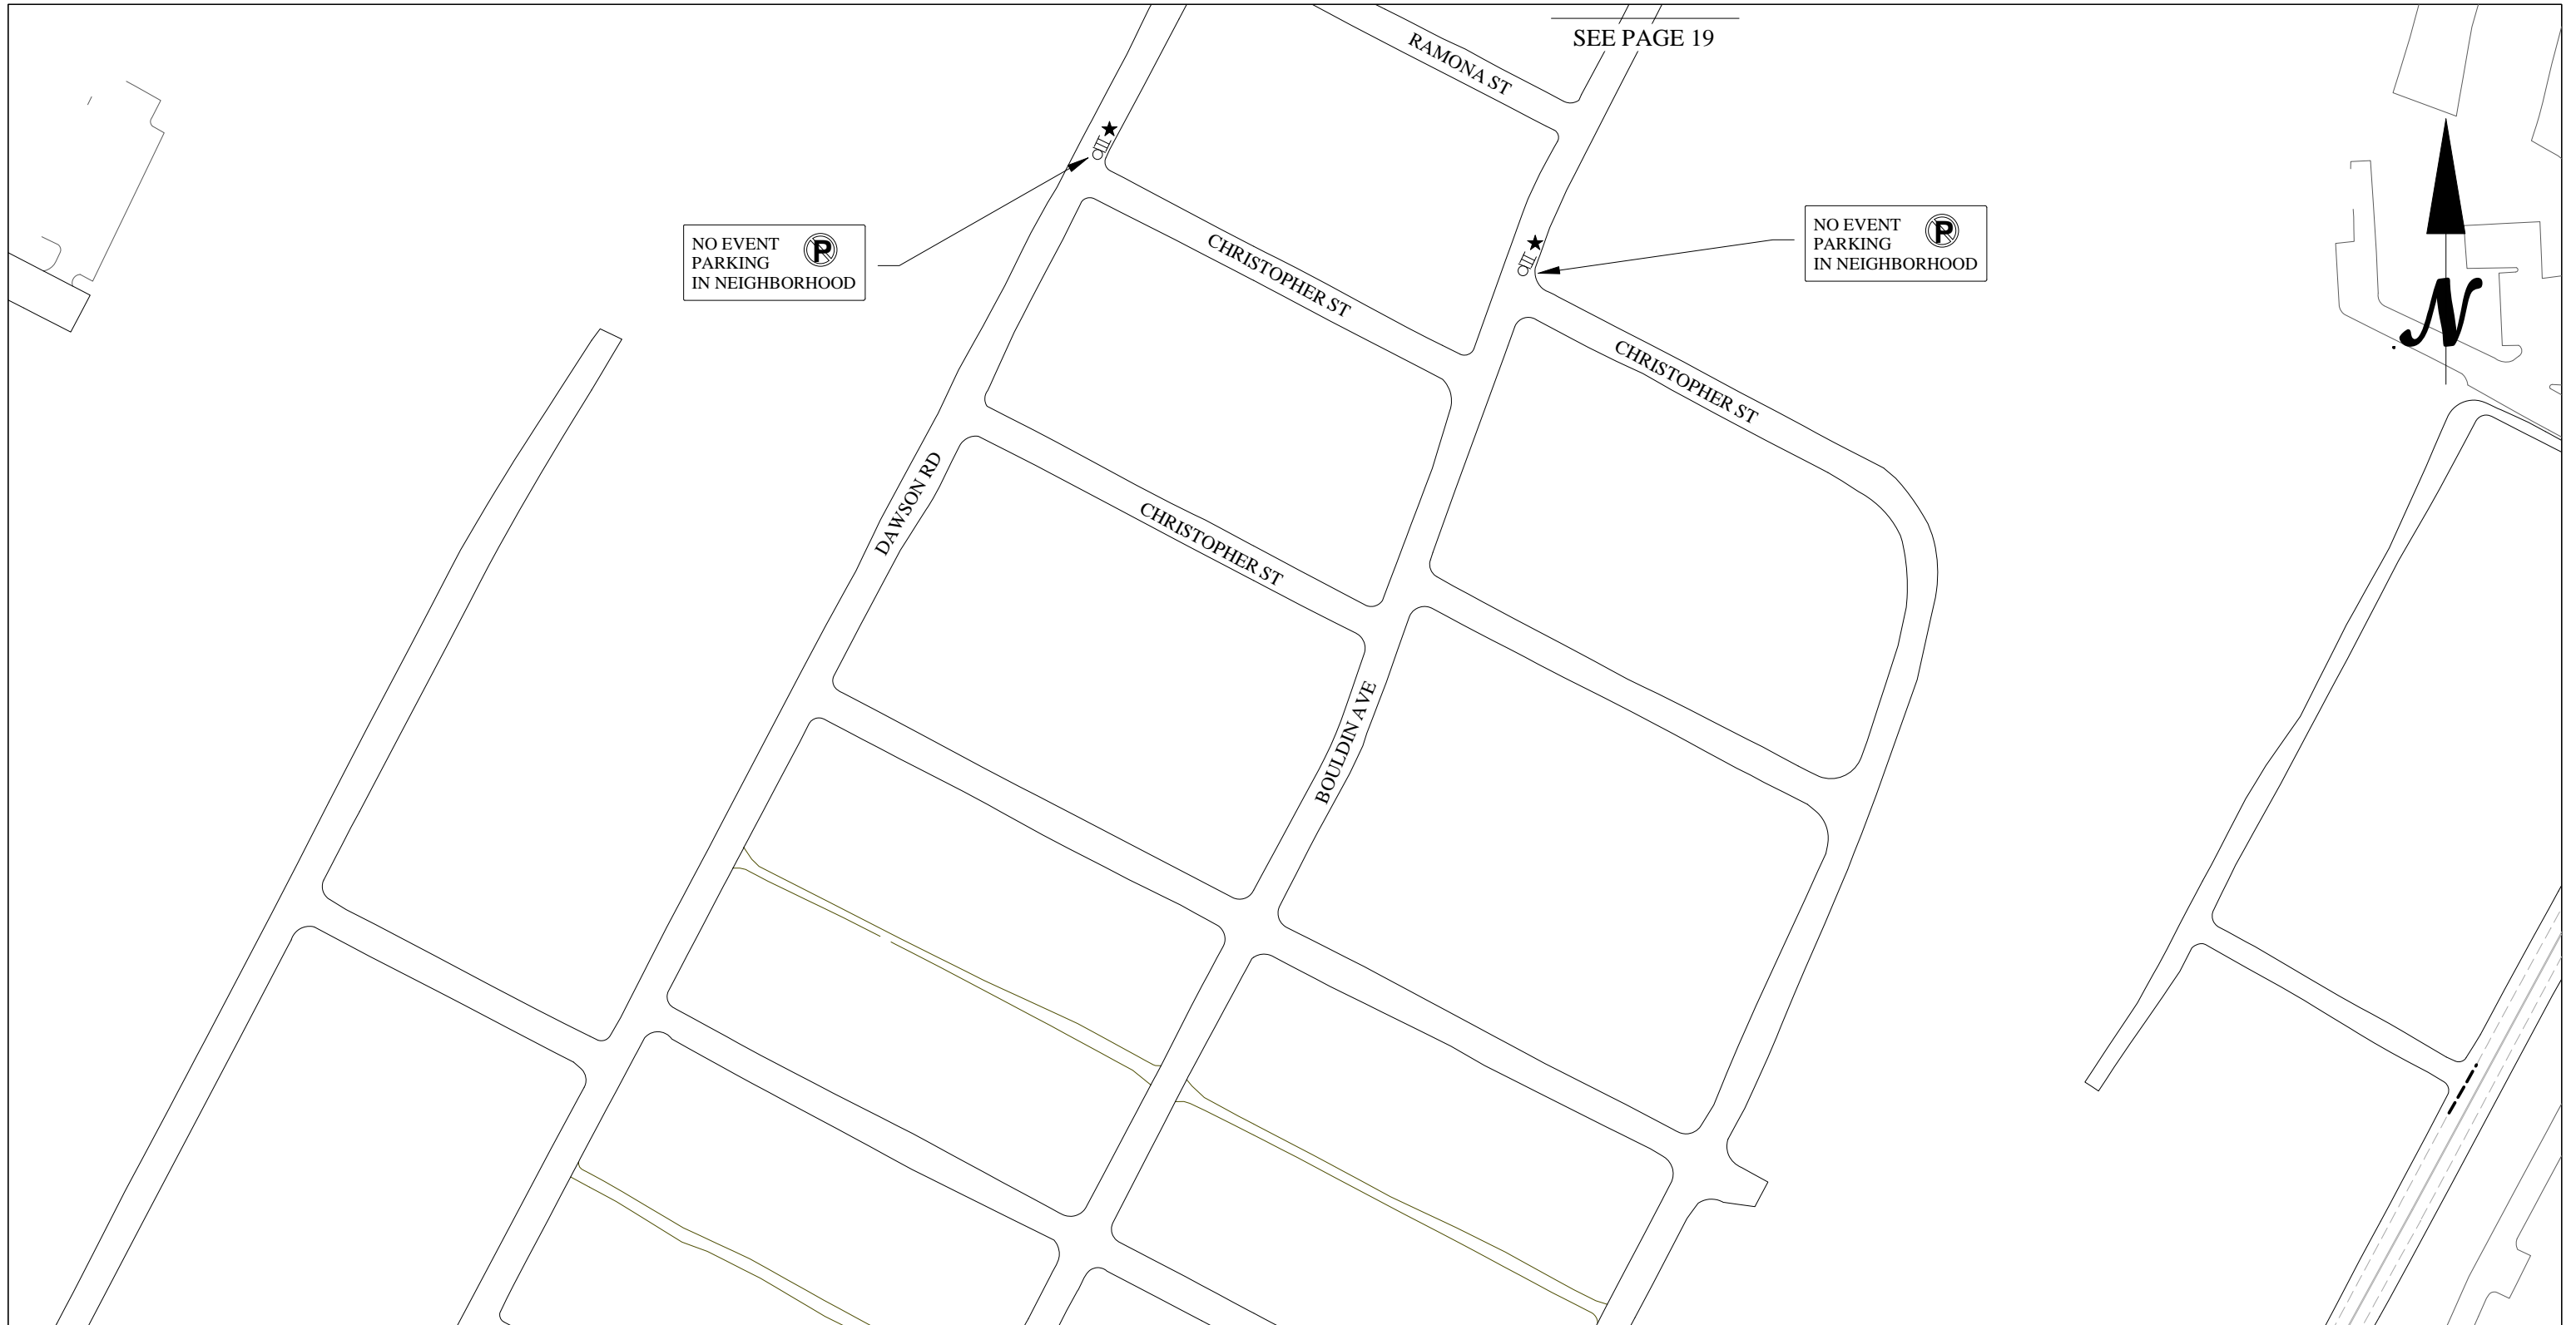 SEE PAGE 19
RAMONA ST
NO EVENT
PARKING
IN NEIGHBORHOOD
P
NO EVENT
PARKING
IN NEIGHBORHOOD
P
CHRISTOPHER ST
CHRISTOPHER ST
DAWSON RD
CHRISTOPHER ST
BOULDIN AVE
N